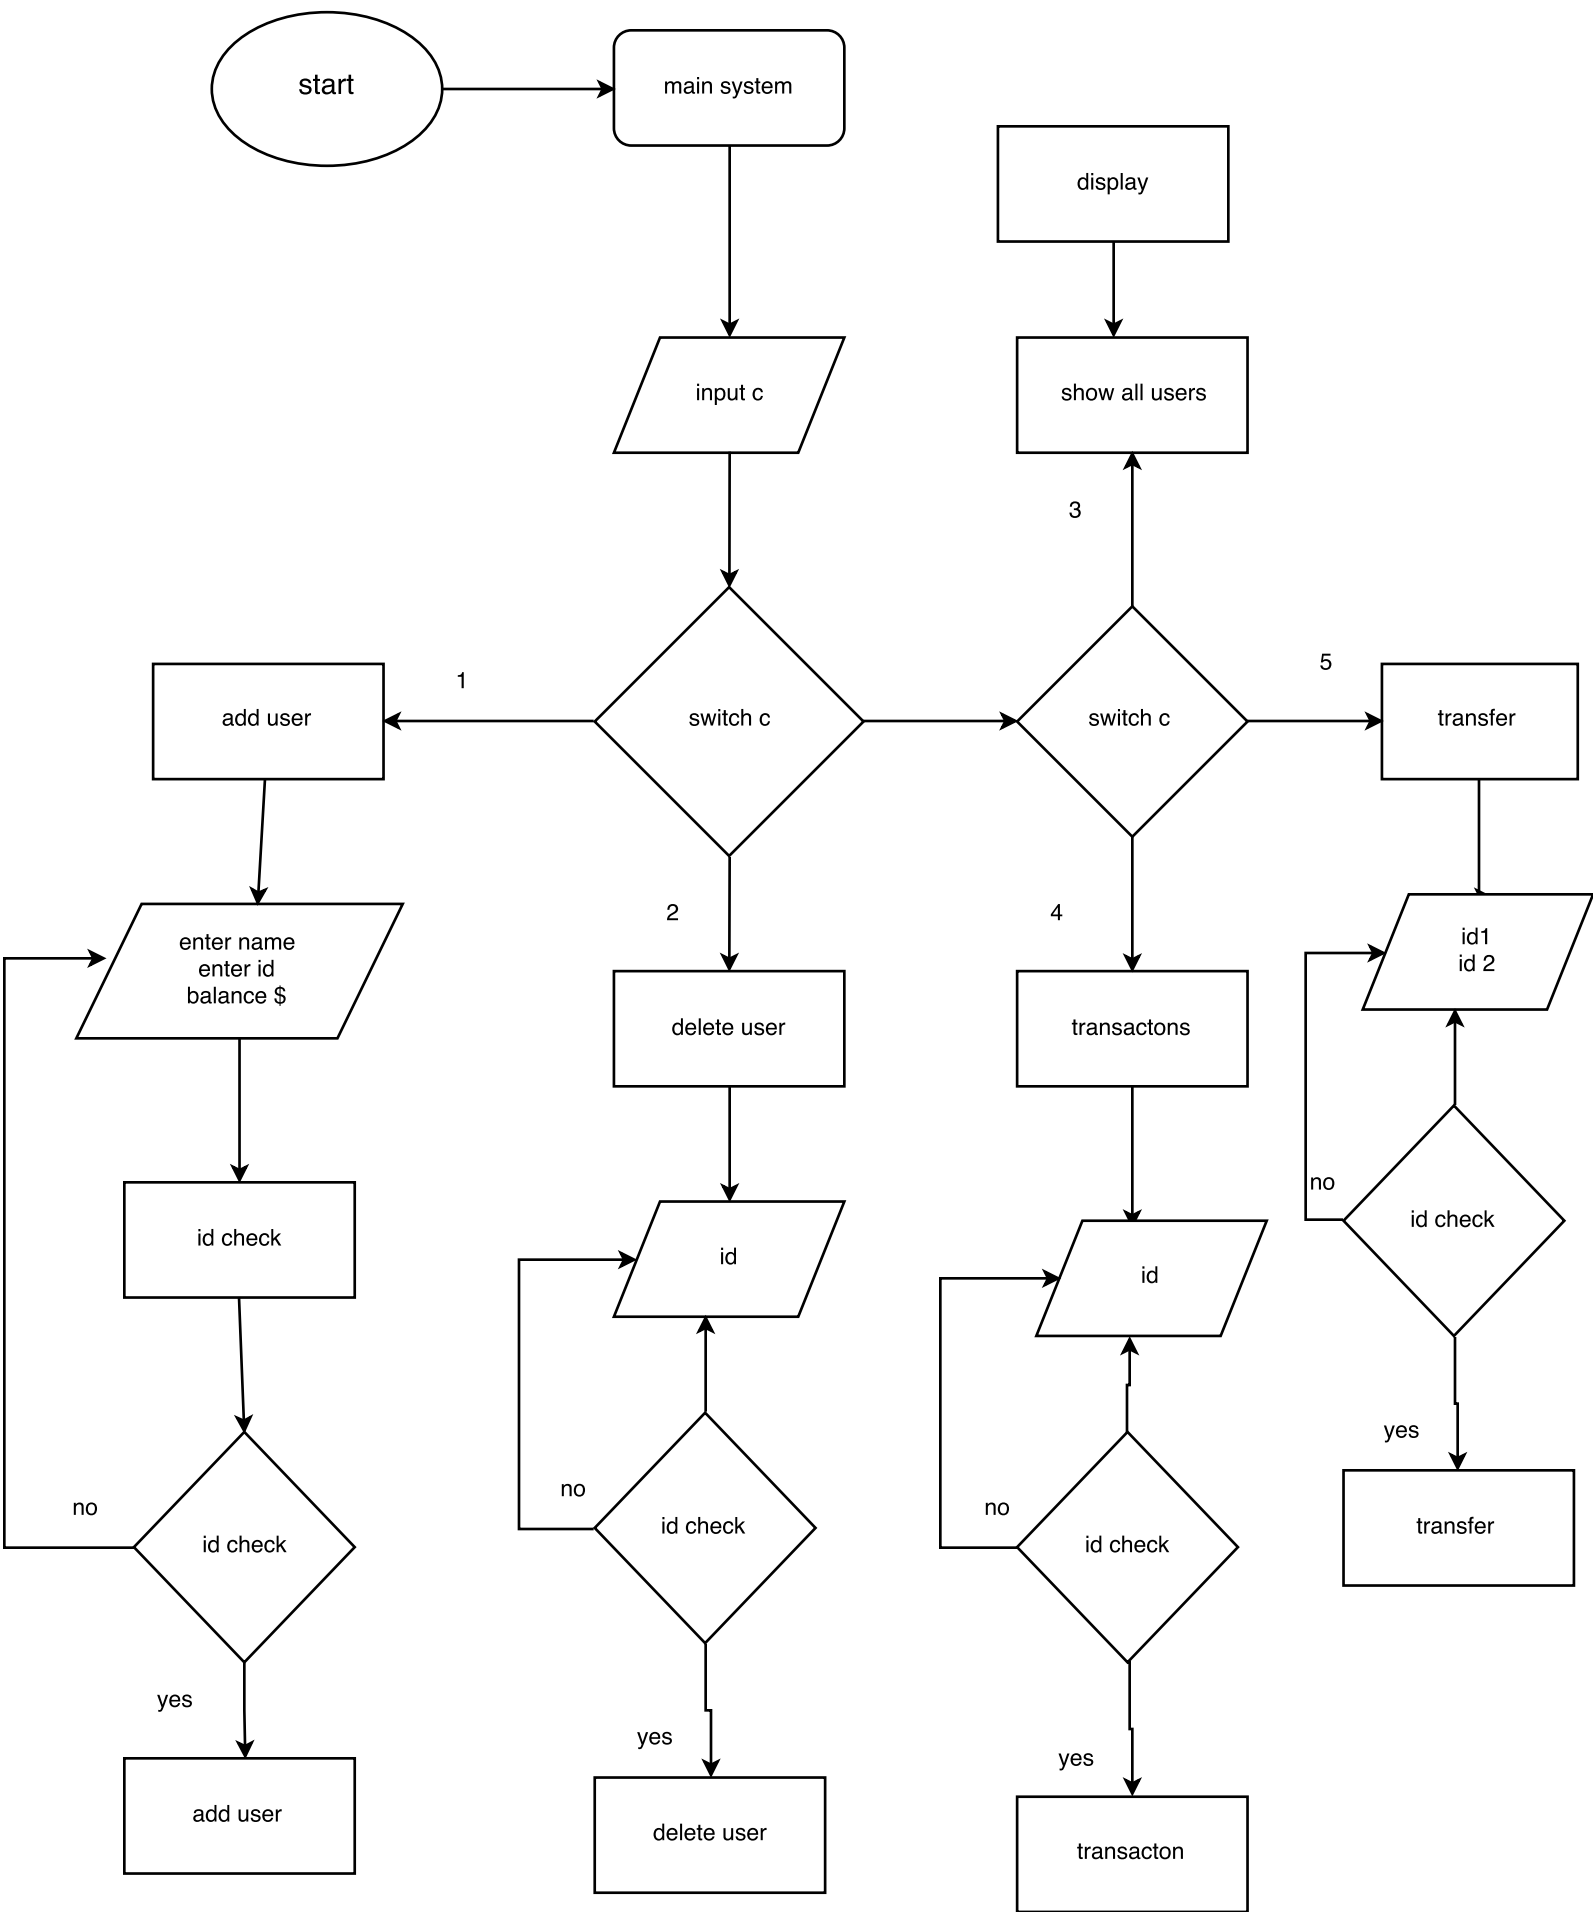 start
main system
display
input c
show all users
3
1
5
add user
switch c
switch c
transfer
2
4
enter name
enter id
balance $
id1
id 2
delete user
transactons
no
id check
id check
id
id
no
no
no
id check
id check
id check
yes
transfer
yes
yes
yes
add user
delete user
transacton